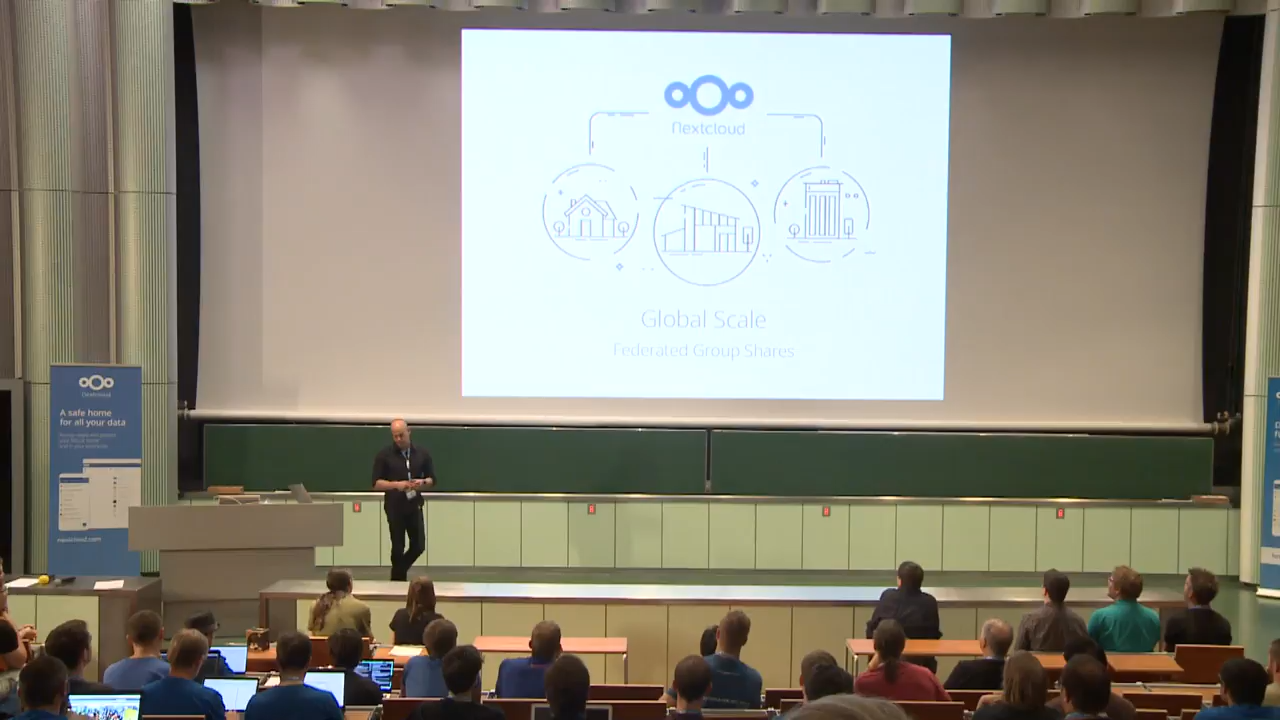 Nextcloud
Global Scale
Federated Group Shares
nextcloud
A safe home
for all your data
nextcloud.com